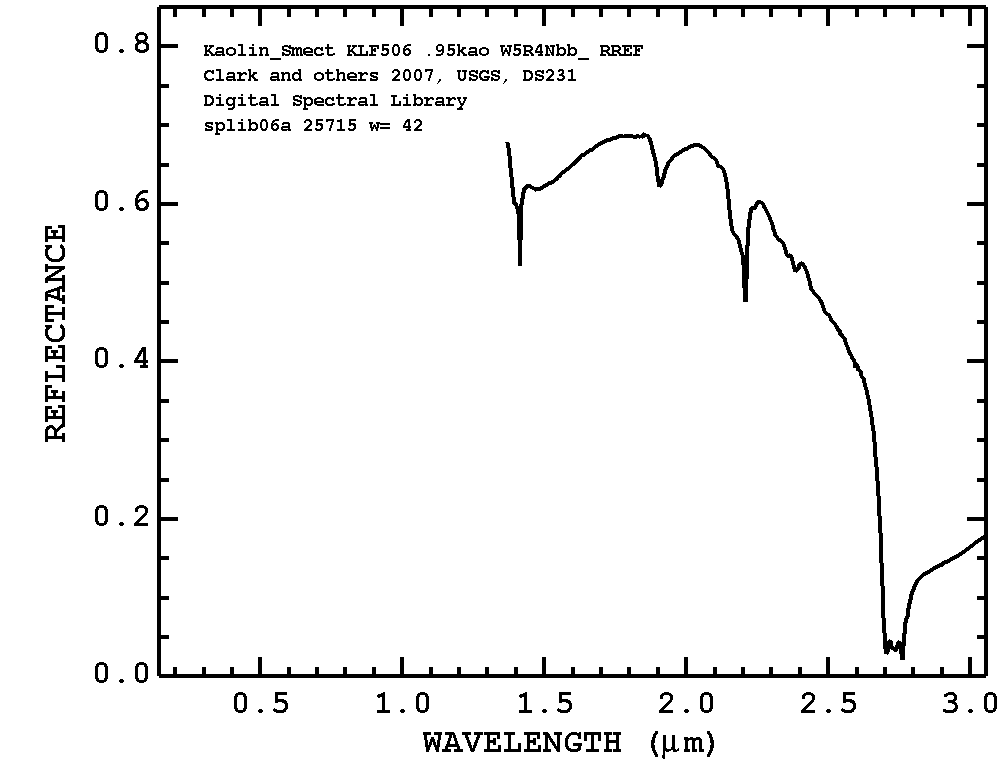 0.8
Kaolin_Smect KLF506 .95kao W5R4Nbb_ RREF
Clark and others 2007, USGS, DS231
Digital Spectral Library
splib06a 25715 w= 42
0.6
REFLECTANCE
0.4
0.2
0.0
0.5 1.0 1.5 2.0 2.5 3.0
WAVELENGTH (μm)